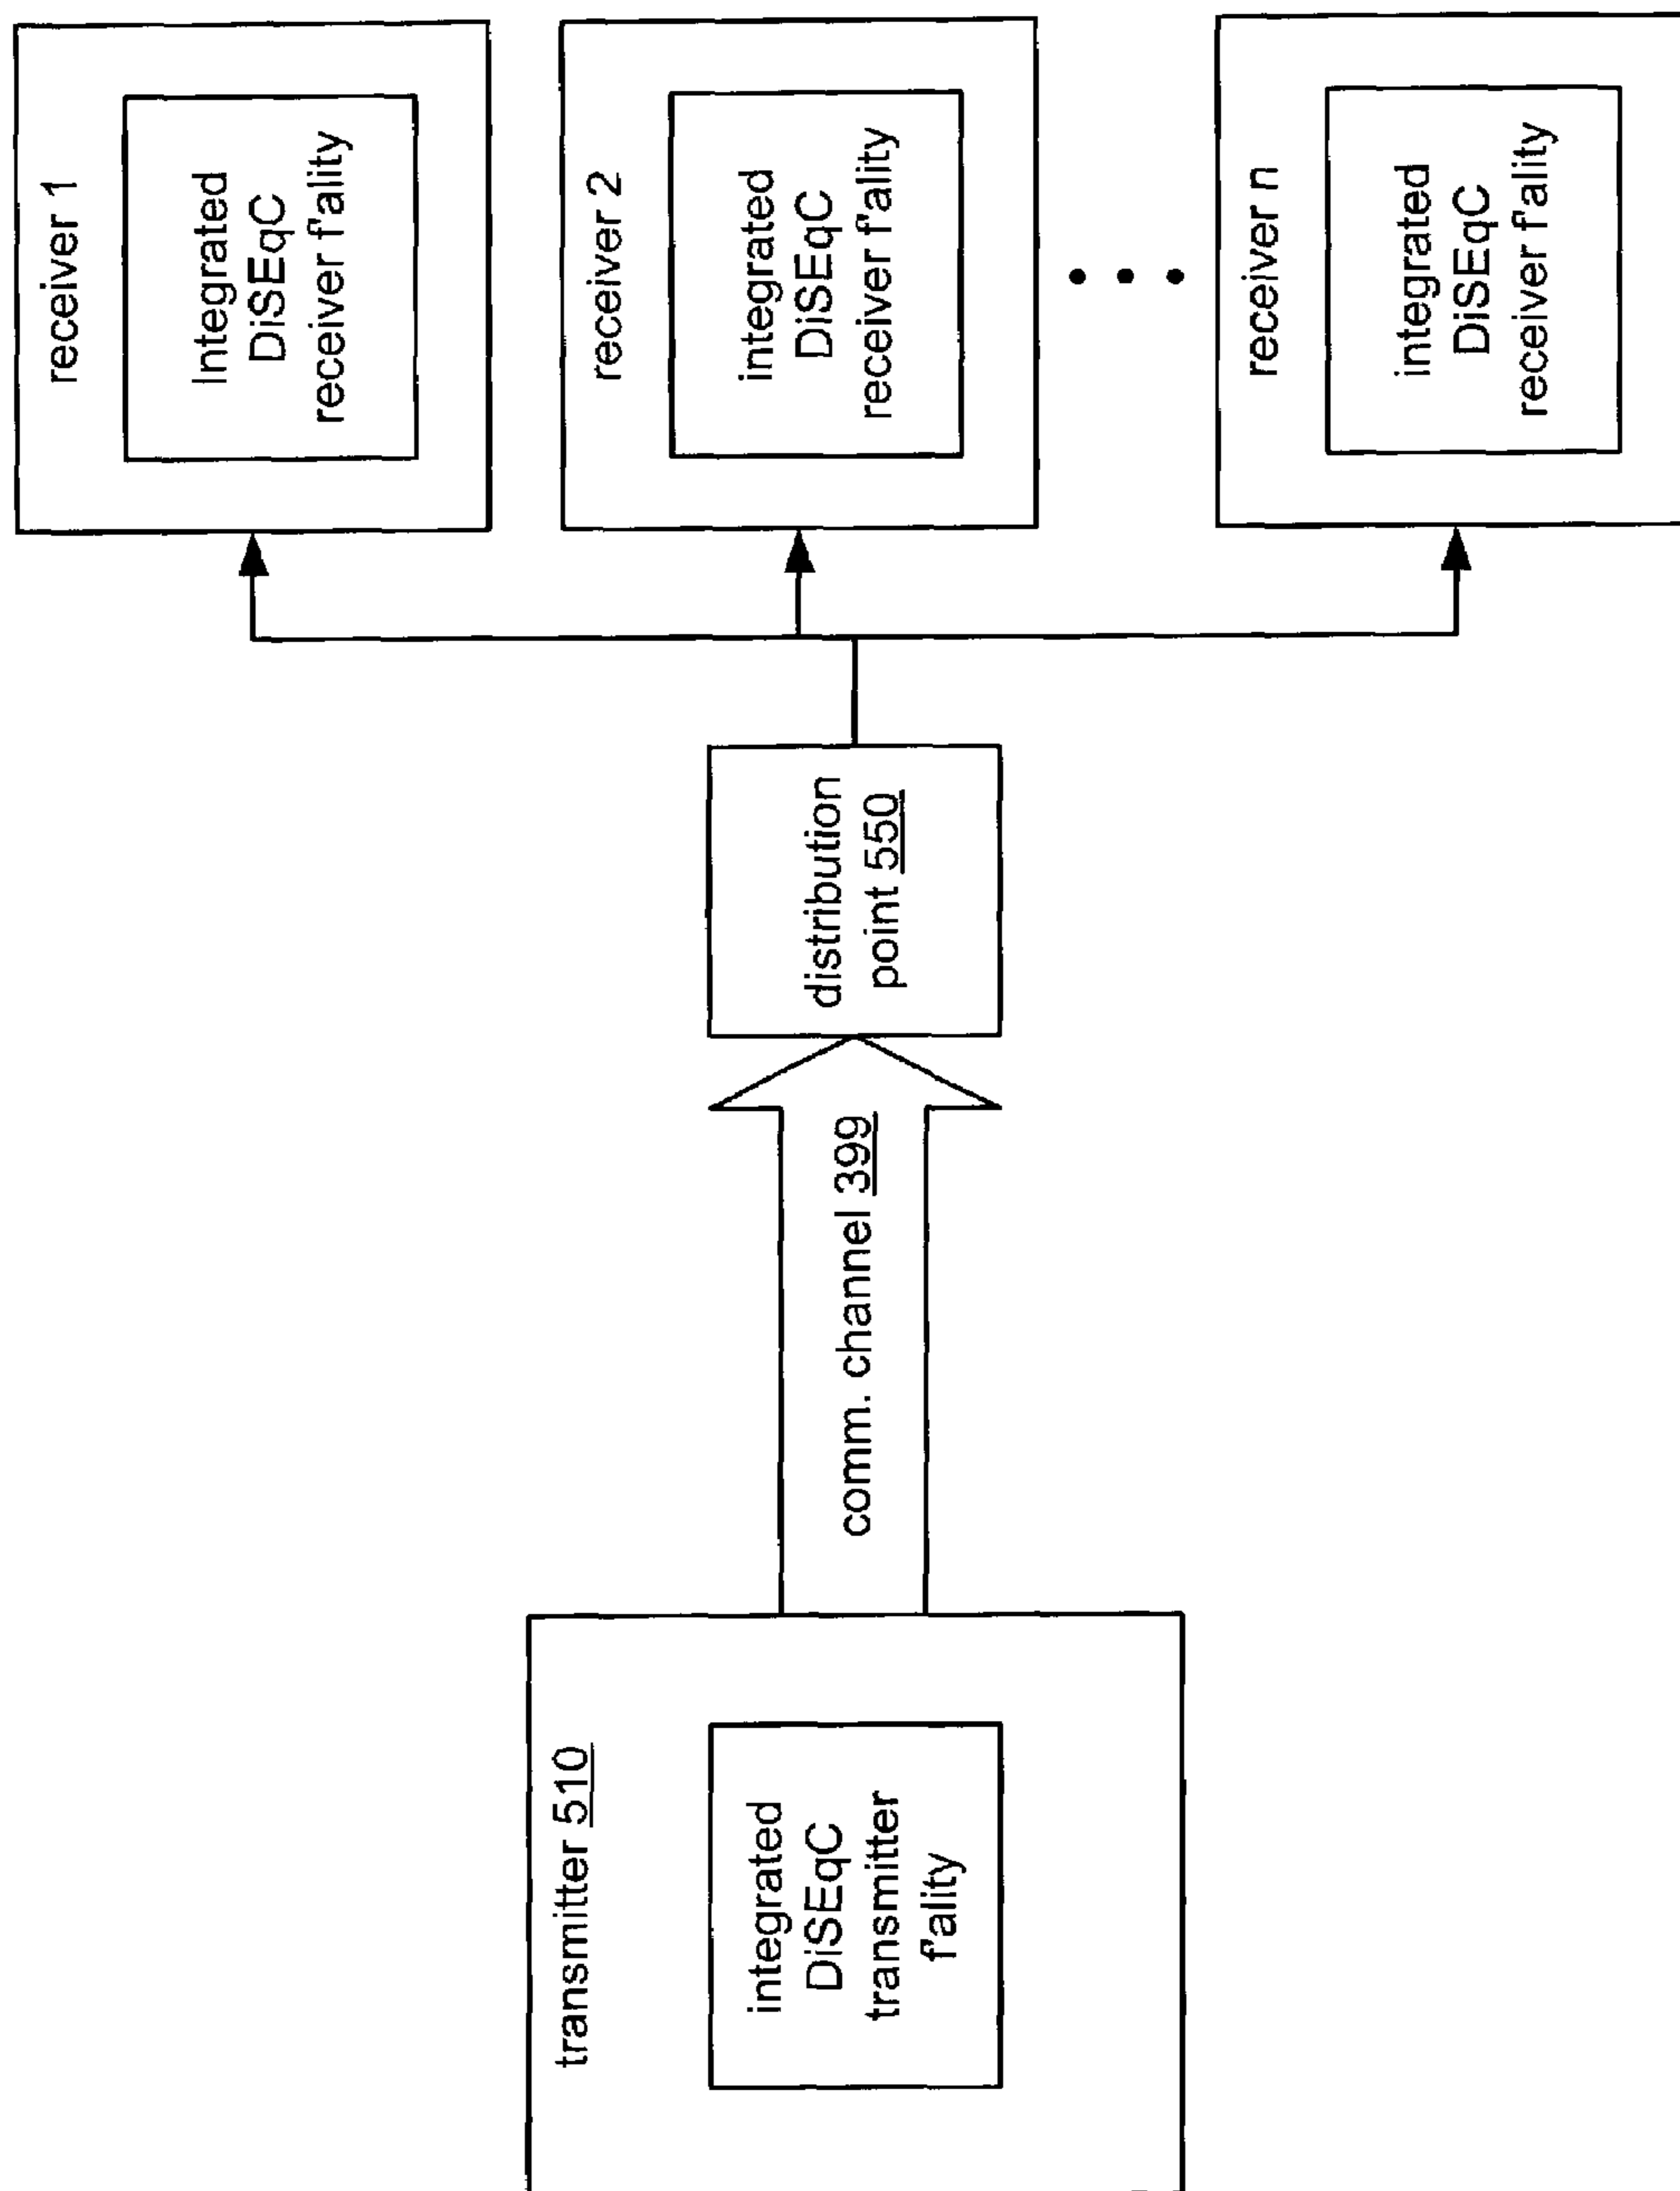 transmitter 510
integrated
DiSEqC
transmitter
f'ality
comm. channel 399
distribution
point 550
receiver 1
integrated
DiSEqC
receiver f'ality
receiver 2
integrated
DiSEqC
receiver f'ality
receiver n
integrated
DiSEqC
receiver f'ality